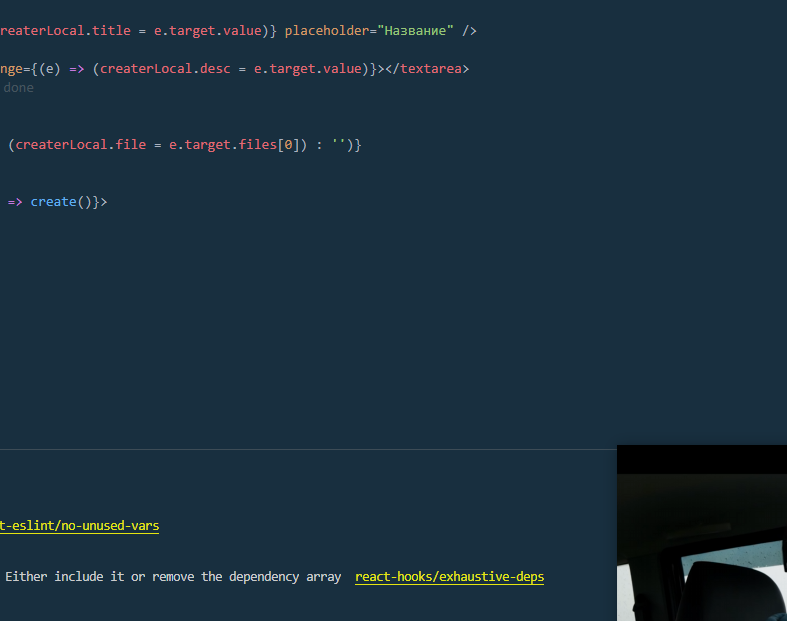 reaterLocal.title = e.target.value)} placeholder="Название" />
nge={(e) => (createrLocal.desc = e.target.value)}></textarea>
done
(createrLocal.file = e.target.files[0]) : '')}
=> create()}>
t-eslint/no-unused-vars
Either include it or remove the dependency array react-hooks/exhaustive-deps